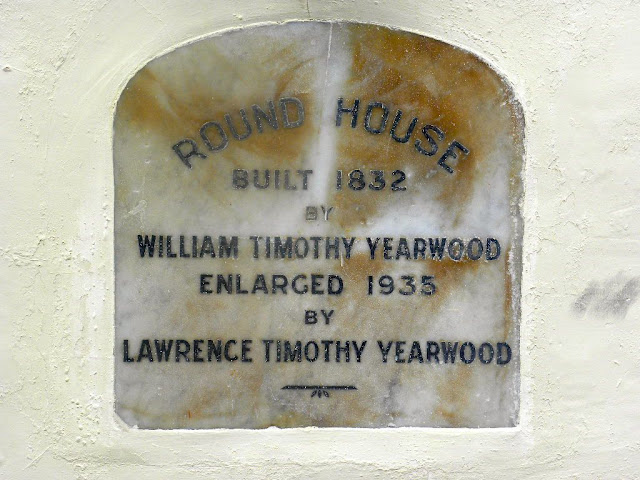 ROUND HOUSE
BUILT 1832
BY
WILLIAM TIMOTHY YEARWOOD
ENLARGED 1935
BY
LAWRENCE TIMOTHY YEARWOOD